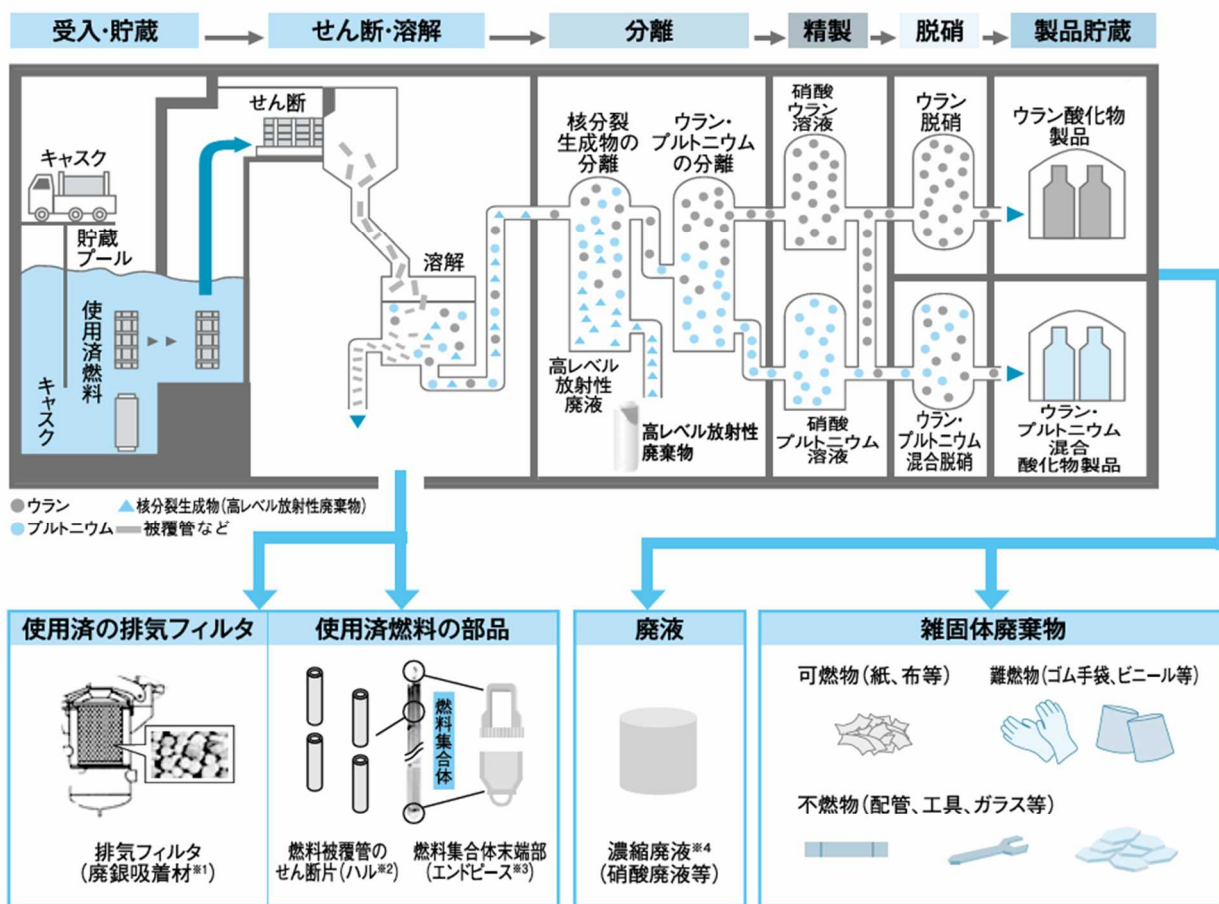 受入・貯蔵
せん断・溶解
分離
精製
脱硝
製品貯蔵
キャスク
貯蔵
プール
使用済燃料
キャスク
せん断
溶解
核分裂
生成物の
分離
高レベル
放射性
廃液
高レベル放射性
廃棄物
ウラン・
プルトニウム
の分離
硝酸
ウラン
溶液
硝酸
プルトニウム
溶液
ウラン
脱硝
ウラン・
プルトニウム
混合脱硝
ウラン酸化物
製品
ウラン・
プルトニウム
混合
酸化物製品
ウラン
核分裂生成物(高レベル放射性廃棄物)
プルトニウム
被覆管など
使用済の排気フィルタ
排気フィルタ
(廃銀吸着材※1)
使用済燃料の部品
燃料集合体
燃料被覆管の
せん断片(ハル※2)
燃料集合体末端部
(エンドピース※3)
廃液
濃縮廃液※4
(硝酸廃液等)
雑固体廃棄物
可燃物(紙、布等)
難燃物(ゴム手袋、ビニール等)
不燃物(配管、工具、ガラス等)